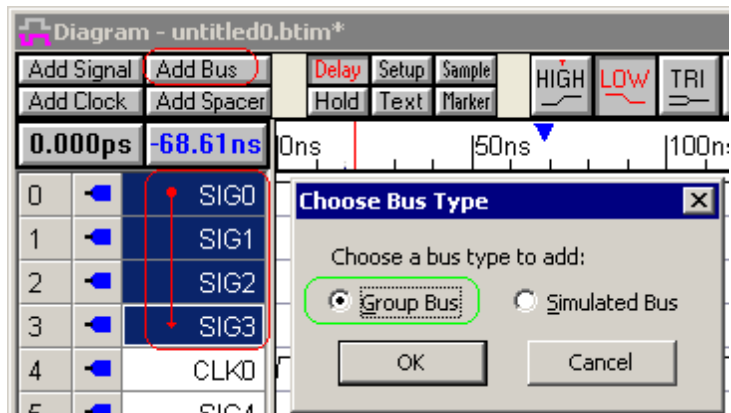 Diagram - untitled0.btim*
Add Signal Add Bus Delay Setup Sample HIGH LOW TRI
Add Clock Add Spacer Hold Text Marker
0.000ps -68.61ns 0ns 50ns 100ns
0 SIG0
1 SIG1
2 SIG2
3 SIG3
4 CLK0
5 SIG4
Choose Bus Type
Choose a bus type to add:
Group Bus Simulated Bus
OK Cancel